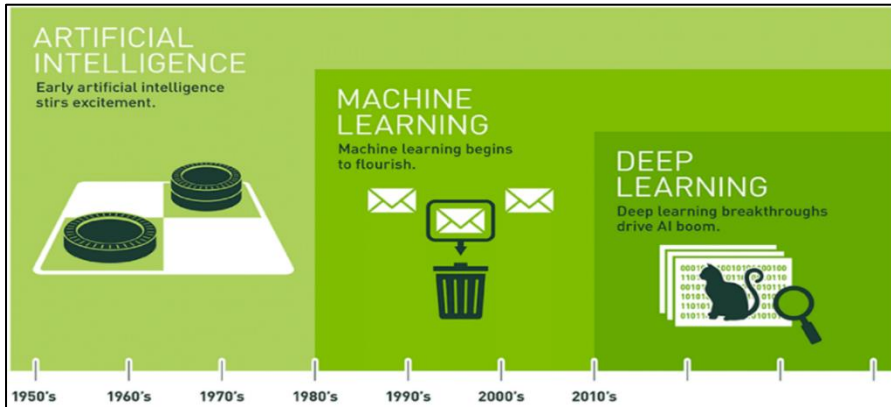 ARTIFICIAL
INTELLIGENCE
Early artificial intelligence
stirs excitement.
MACHINE
LEARNING
Machine learning begins
to flourish.
DEEP
LEARNING
Deep learning breakthroughs
drive AI boom.
1950's 1960's 1970's 1980's 1990's 2000's 2010's